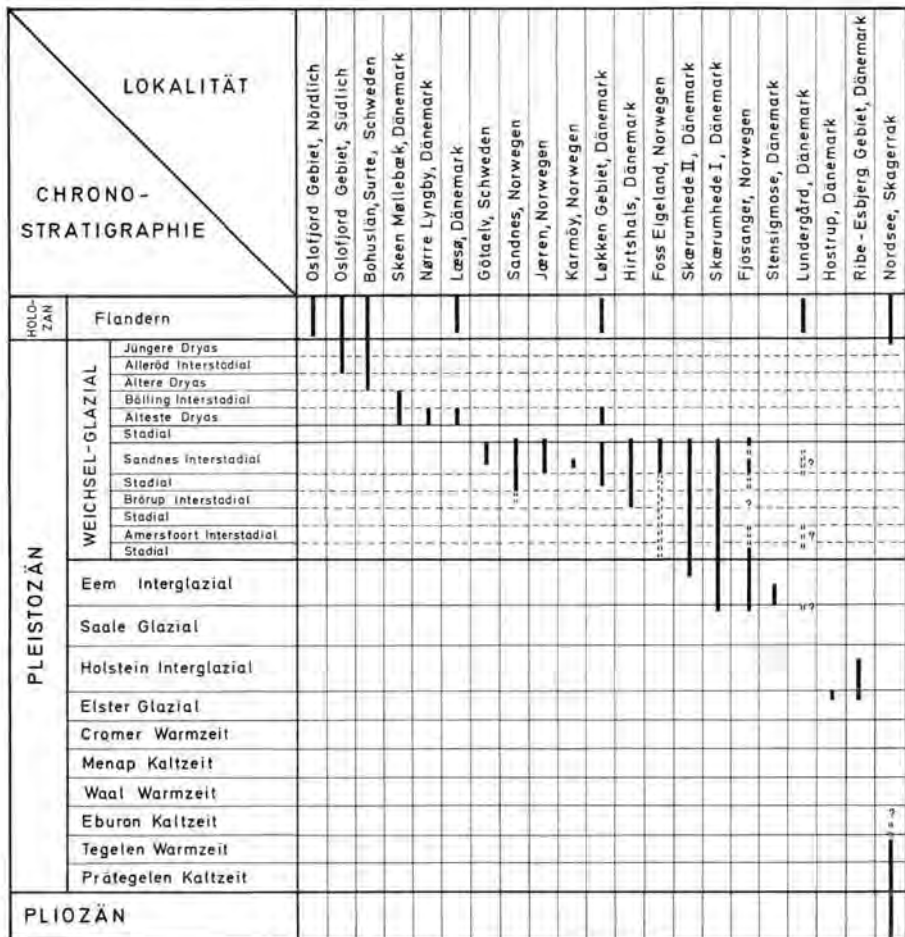 LOKALITÄT
CHRONO-
STRATIGRAPHIE
Oslofjord Gebiet, Nördlich
Oslofjord Gebiet, Südlich
Bohuslän, Surte, Schweden
Skeen Møllebæk, Dänemark
Nørre Lyngby, Dänemark
Læsø, Dänemark
Götaelv, Schweden
Sandnes, Norwegen
Jæren, Norwegen
Karmöy, Norwegen
Løkken Gebiet, Dänemark
Hirtshals, Dänemark
Foss Eigeland, Norwegen
Skærumhede II, Dänemark
Skærumhede I, Dänemark
Fjøsanger, Norwegen
Stensigmose, Dänemark
Lundergård, Dänemark
Hostrup, Dänemark
Ribe-Esbjerg Gebiet, Dänemark
Nordsee, Skagerrak
HOLO-
ZÄN
Flandern
PLEISTOZÄN
WEICHSEL-GLAZIAL
Jüngere Dryas
Alleröd Interstadial
Ältere Dryas
Bölling Interstadial
Älteste Dryas
Stadial
Sandnes Interstadial
?
Stadial
Brörup Interstadial
?
Stadial
Amersfoort Interstadial
?
Stadial
Eem Interglazial
?
Saale Glazial
Holstein Interglazial
Elster Glazial
Cromer Warmzeit
Menap Kaltzeit
Waal Warmzeit
Eburon Kaltzeit
?
Tegelen Warmzeit
Prätegelen Kaltzeit
PLIOZÄN